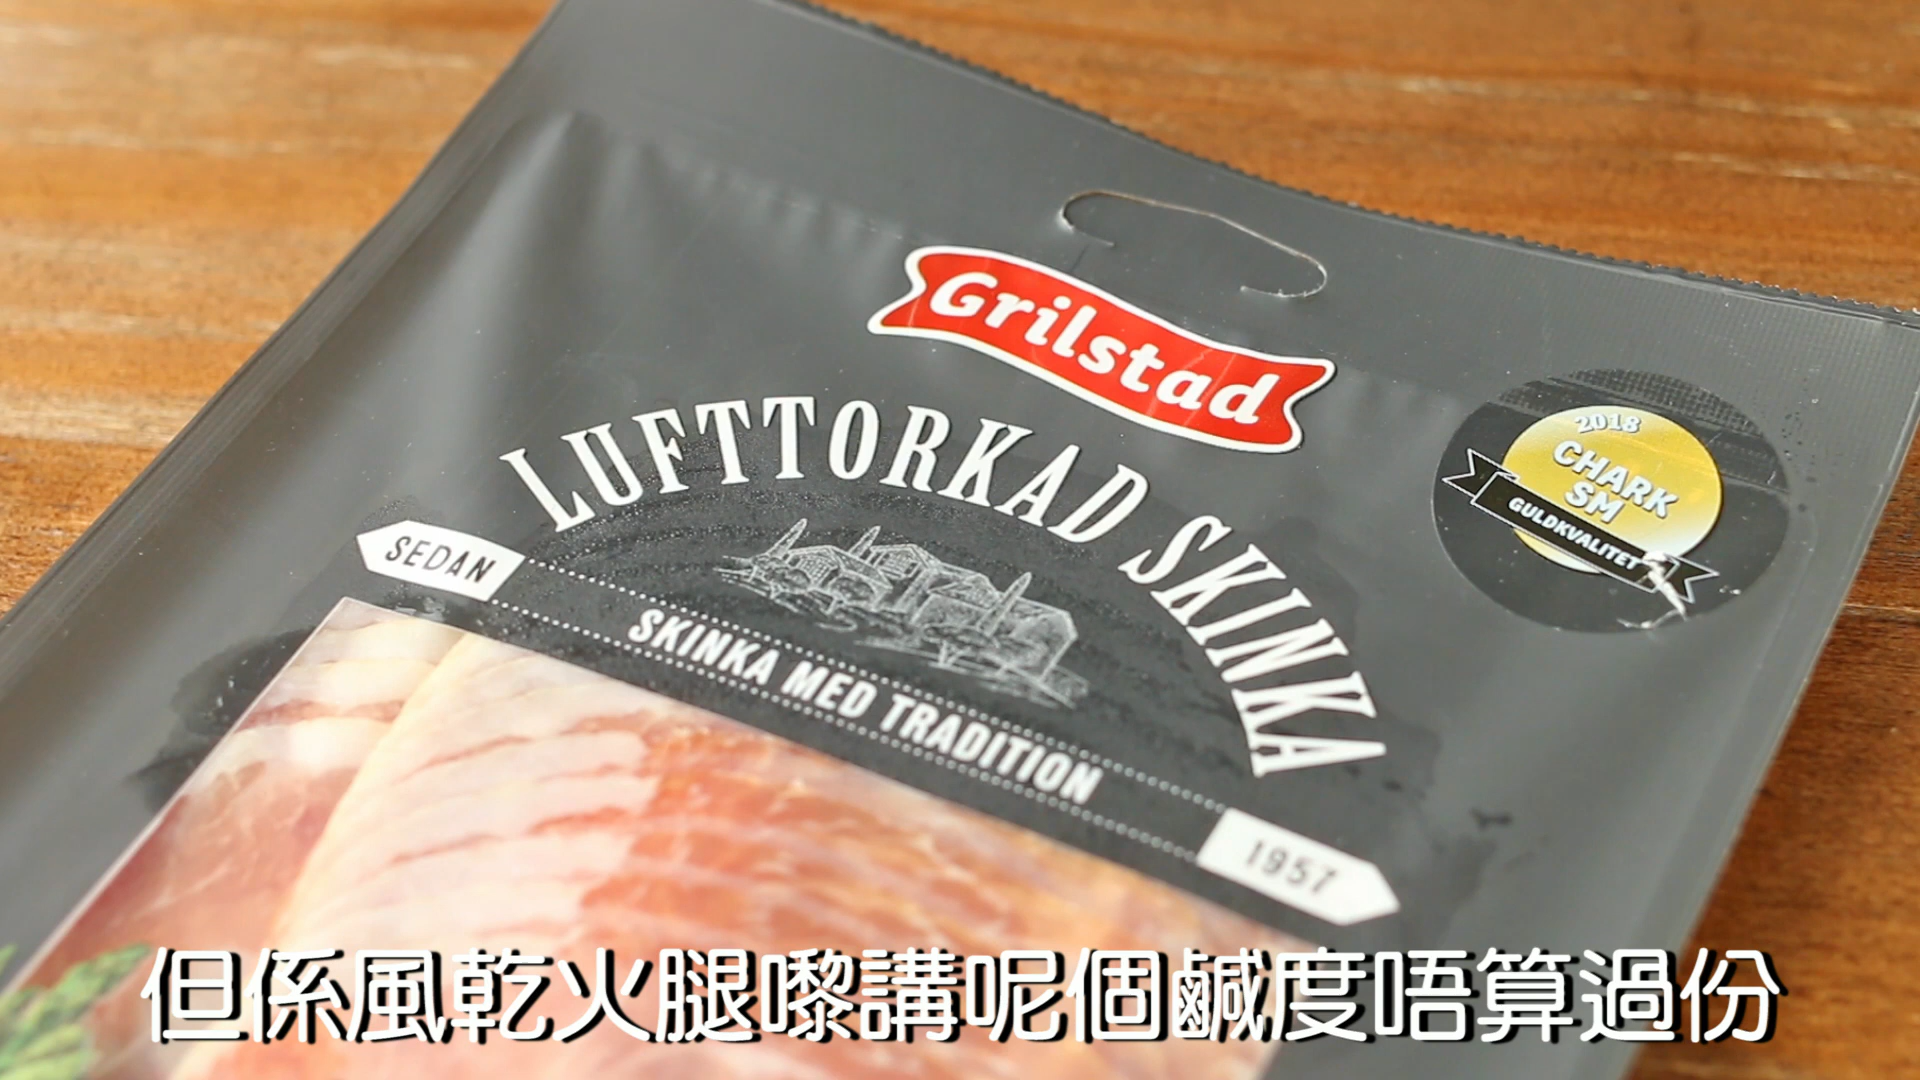 Grilstad
LUFTTORKAD SKINKA
2018
CHARK
SM
GULDKVALITET
SEDAN
SKINKA MED TRADITION
1957
但係風乾火腿嚟講呢個鹹度唔算過份